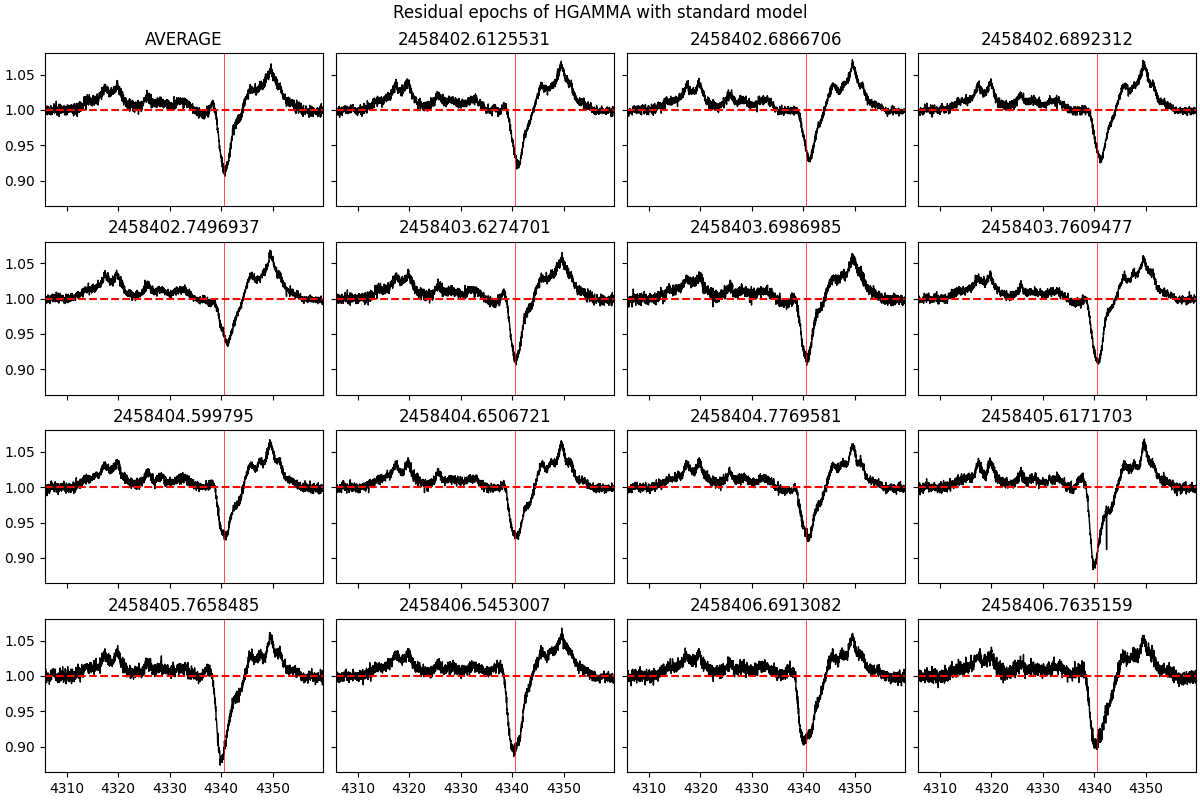 Residual epochs of HGAMMA with standard model
AVERAGE 2458402.6125531 2458402.6866706 2458402.6892312
1.05
1.00
0.95
0.90
2458402.7496937 2458403.6274701 2458403.6986985 2458403.7609477
1.05
1.00
0.95
0.90
2458404.599795 2458404.6506721 2458404.7769581 2458405.6171703
1.05
1.00
0.95
0.90
2458405.7658485 2458406.5453007 2458406.6913082 2458406.7635159
1.05
1.00
0.95
0.90
4310 4320 4330 4340 4350 4310 4320 4330 4340 4350 4310 4320 4330 4340 4350 4310 4320 4330 4340 4350